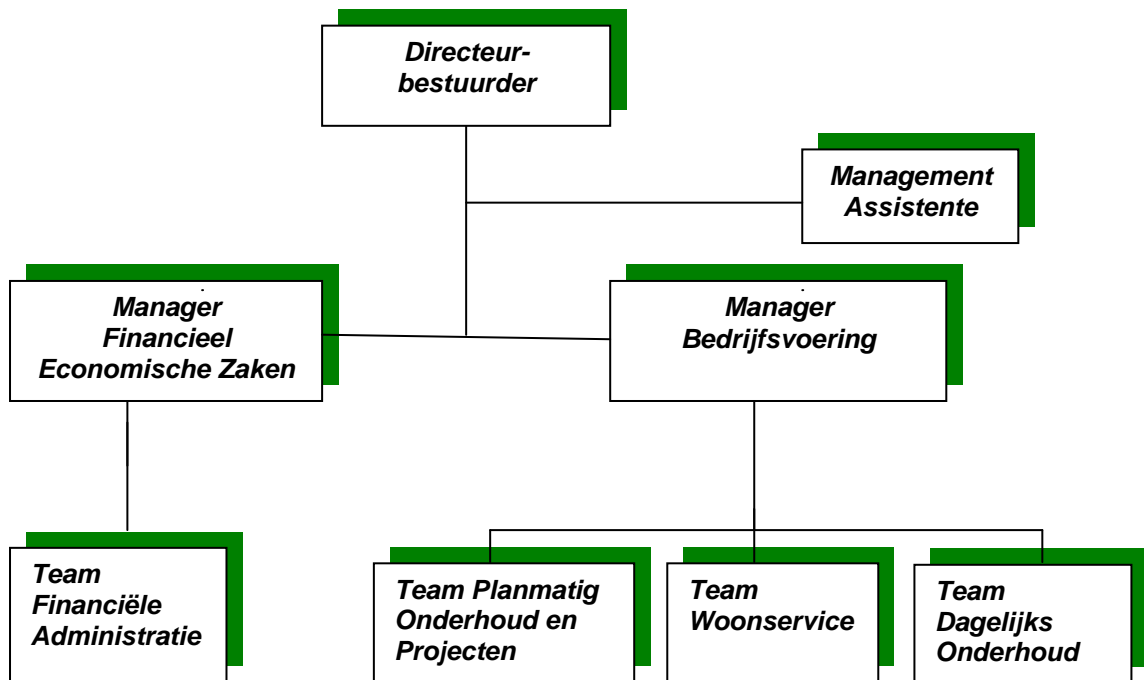 Directeur-
bestuurder
Management
Assistente
Manager
Financieel
Economische Zaken
Manager
Bedrijfsvoering
Team
Financiële
Administratie
Team Planmatig
Onderhoud en
Projecten
Team
Woonservice
Team
Dagelijks
Onderhoud